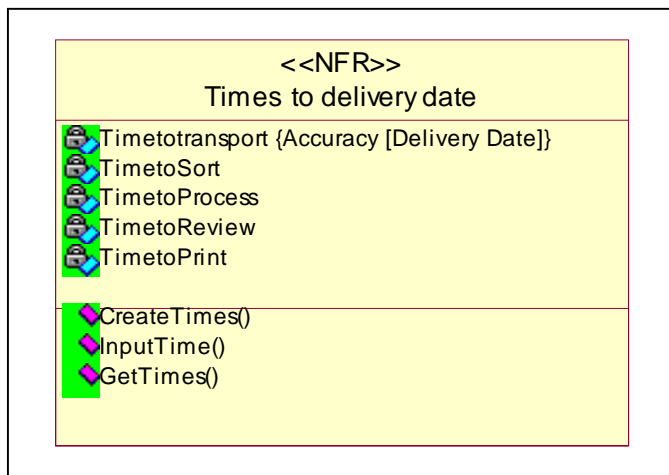 <<NFR>>
Times to delivery date
Timetotransport {Accuracy [Delivery Date]}
TimetoSort
TimetoProcess
TimetoReview
TimetoPrint
CreateTimes()
InputTime()
GetTimes()